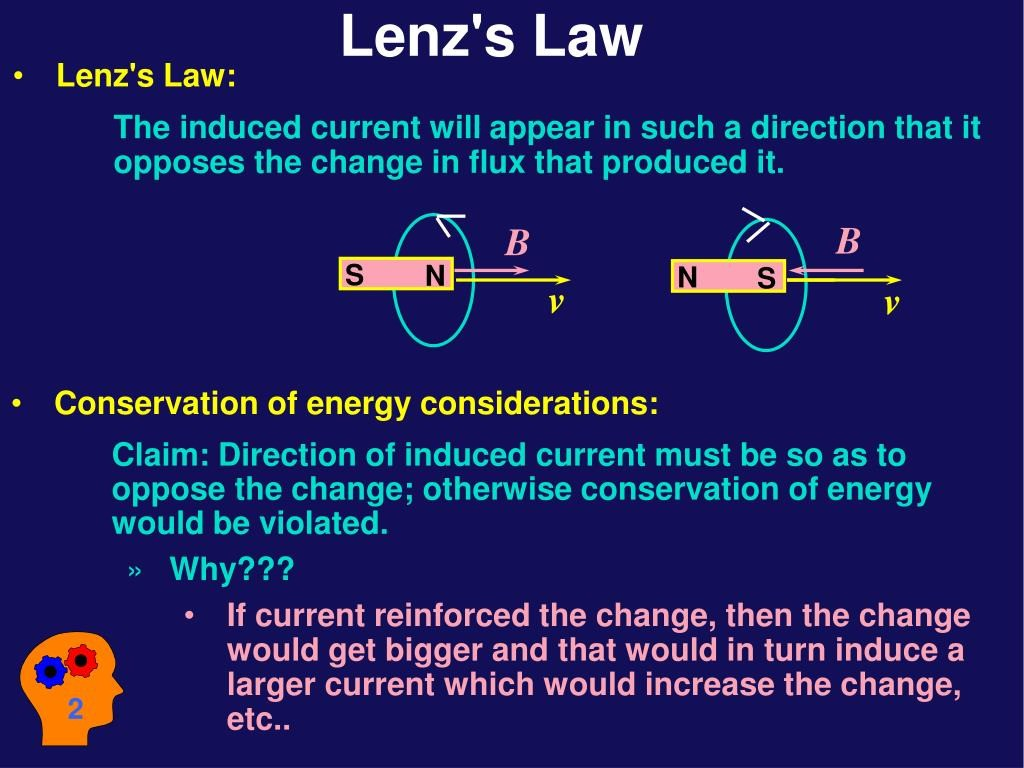 Lenz's Law
• Lenz's Law:
The induced current will appear in such a direction that it
opposes the change in flux that produced it.
B
S N
v
B
N S
v
• Conservation of energy considerations:
Claim: Direction of induced current must be so as to
oppose the change; otherwise conservation of energy
would be violated.
» Why???
• If current reinforced the change, then the change
would get bigger and that would in turn induce a
larger current which would increase the change,
etc..
2